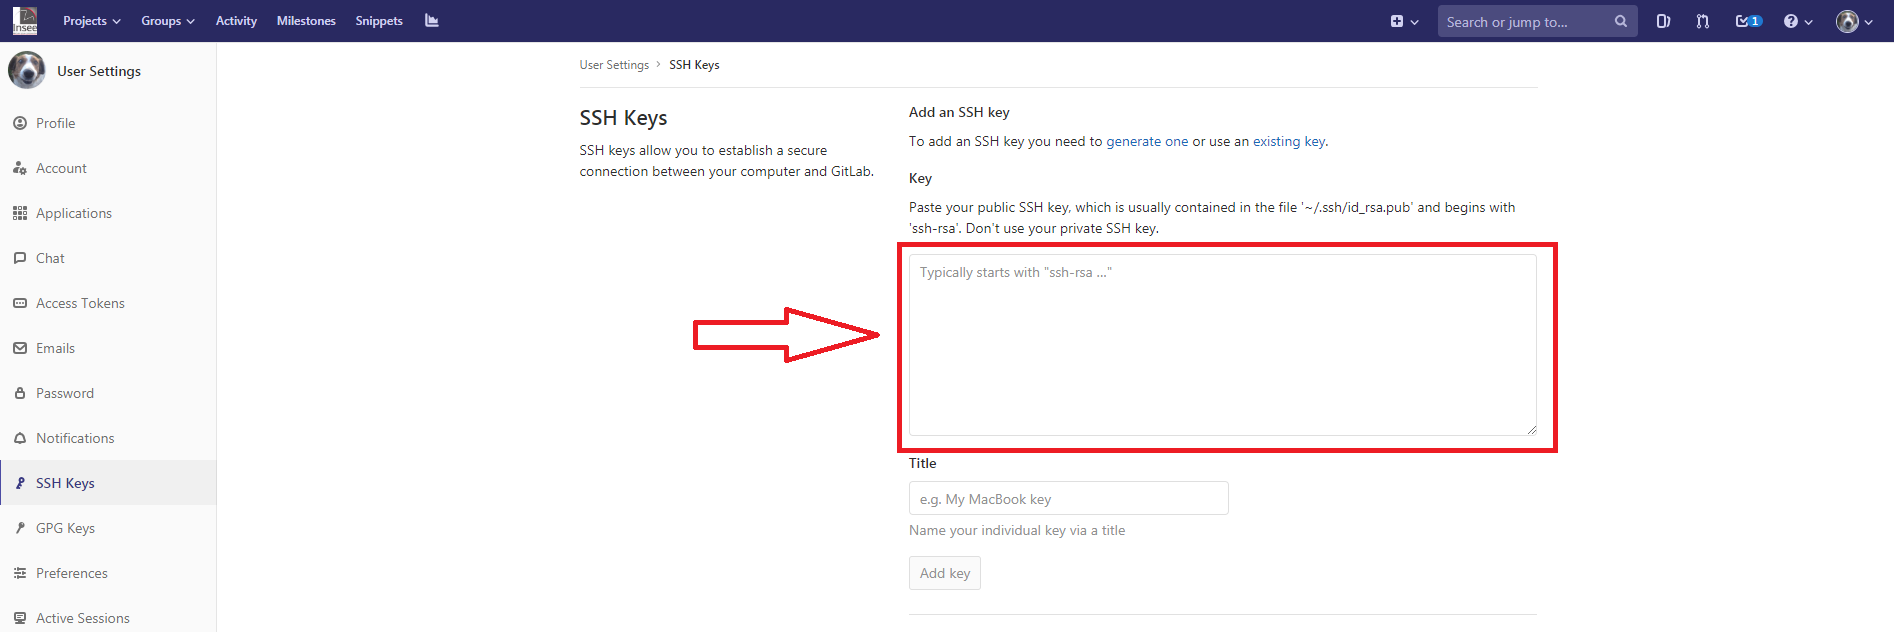 Insee
Projects Groups Activity Milestones Snippets
Search or jump to...
1
User Settings
Profile
Account
Applications
Chat
Access Tokens
Emails
Password
Notifications
SSH Keys
GPG Keys
Preferences
Active Sessions
User Settings › SSH Keys
SSH Keys
SSH keys allow you to establish a secure
connection between your computer and GitLab.
Add an SSH key
To add an SSH key you need to generate one or use an existing key.
Key
Paste your public SSH key, which is usually contained in the file '~/.ssh/id_rsa.pub' and begins with
'ssh-rsa'. Don't use your private SSH key.
Typically starts with "ssh-rsa ..."
Title
e.g. My MacBook key
Name your individual key via a title
Add key